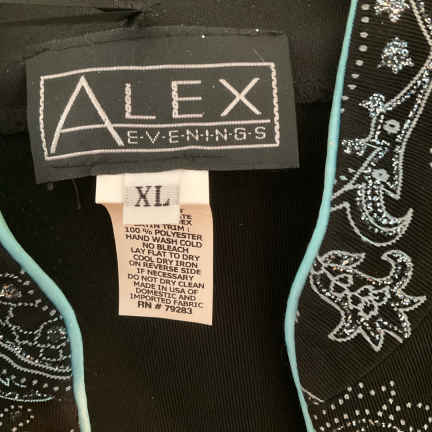 ALEX
E·V·E·N·I·N·G·S
XL
TRIM :
100 % POLYESTER
HAND WASH COLD
NO BLEACH
LAY FLAT TO DRY
COOL DRY IRON
ON REVERSE SIDE
IF NECESSARY
DO NOT DRY CLEAN
MADE IN USA OF
DOMESTIC AND
IMPORTED FABRIC
RN # 79283